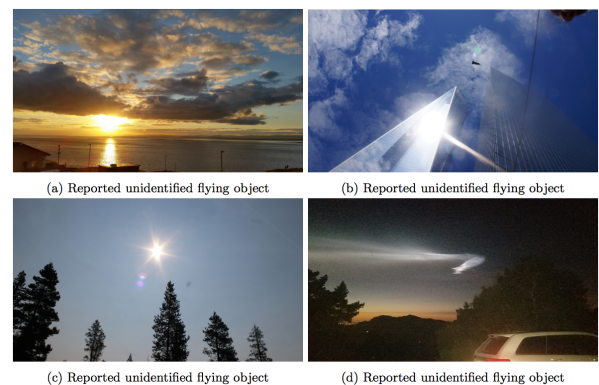 (a) Reported unidentified flying object
(b) Reported unidentified flying object
(c) Reported unidentified flying object
(d) Reported unidentified flying object